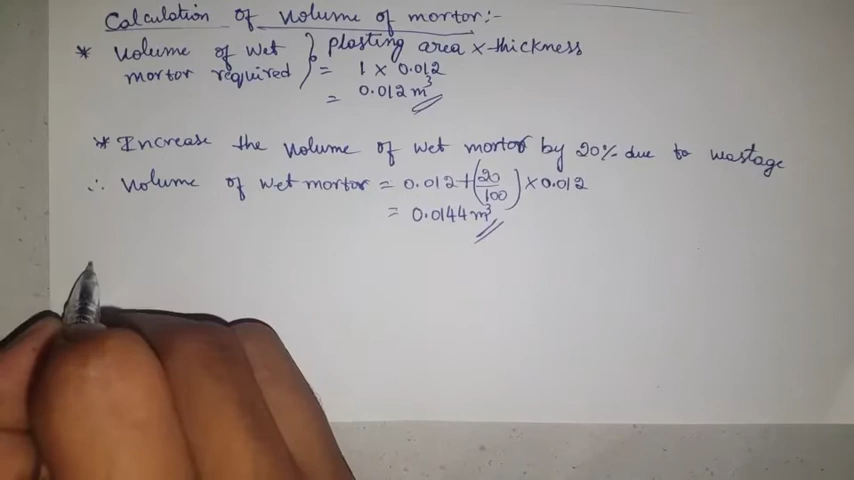 Calculation of volume of mortor:-
* volume of wet } plasting area x thickness
mortor required = 1 x 0.012
= 0.012 m³
* Increase the volume of wet mortor by 20% due to wastage
∴ volume of wet mortor = 0.012 + (20/100) x 0.012
= 0.0144 m³